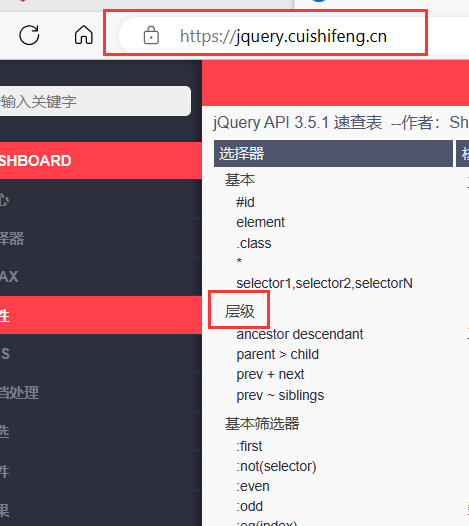 https://jquery.cuishifeng.cn
输入关键字
jQuery API 3.5.1 速查表 --作者：Sh
SHBOARD
选择器
基本
#id
心
element
.class
择器
*
AX
selector1,selector2,selectorN
性
层级
ancestor descendant
S
parent > child
prev + next
档处理
prev ~ siblings
基本筛选器
选
:first
:not(selector)
件
:even
果
:odd
:eq(index)